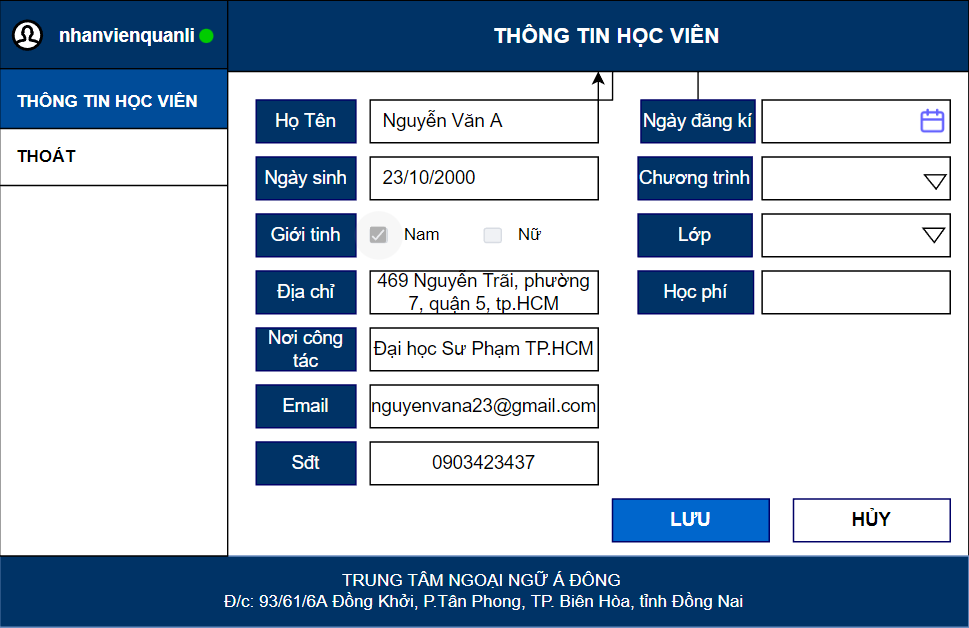 nhanvienquanli
THÔNG TIN HỌC VIÊN
THÔNG TIN HỌC VIÊN
THOÁT
Họ Tên
Nguyễn Văn A
Ngày đăng kí
Ngày sinh
23/10/2000
Chương trình
Giới tinh
Nam
Nữ
Lớp
Địa chỉ
469 Nguyên Trãi, phường
7, quận 5, tp.HCM
Học phí
Nơi công
tác
Đại học Sư Phạm TP.HCM
Email
nguyenvana23@gmail.com
Sđt
0903423437
LƯU
HỦY
TRUNG TÂM NGOẠI NGỮ Á ĐÔNG
Đ/c: 93/61/6A Đồng Khởi, P.Tân Phong, TP. Biên Hòa, tỉnh Đồng Nai